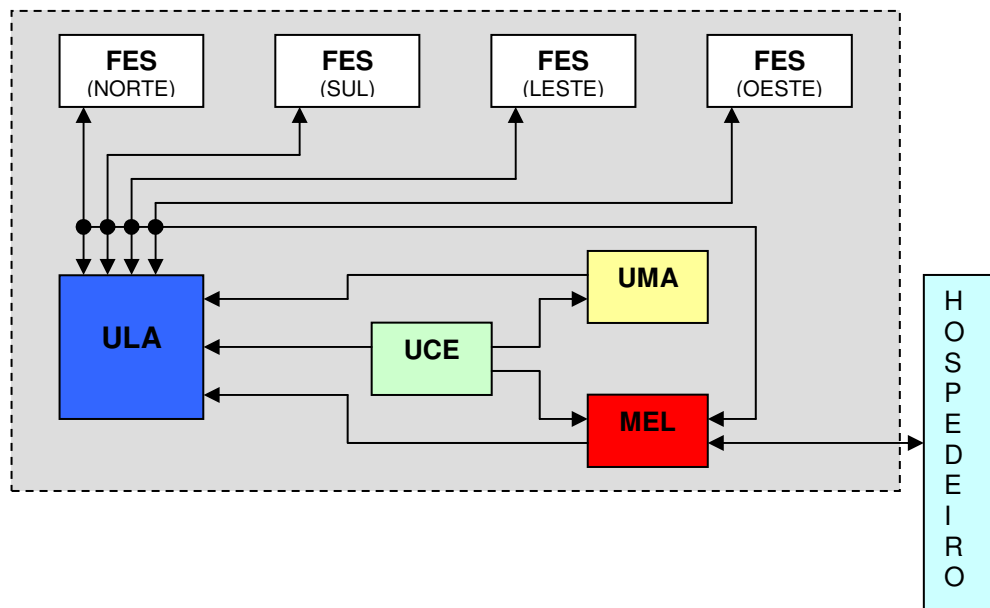 FES
(NORTE)
FES
(SUL)
FES
(LESTE)
FES
(OESTE)
ULA
UMA
UCE
MEL
H
O
S
P
E
D
E
I
R
O